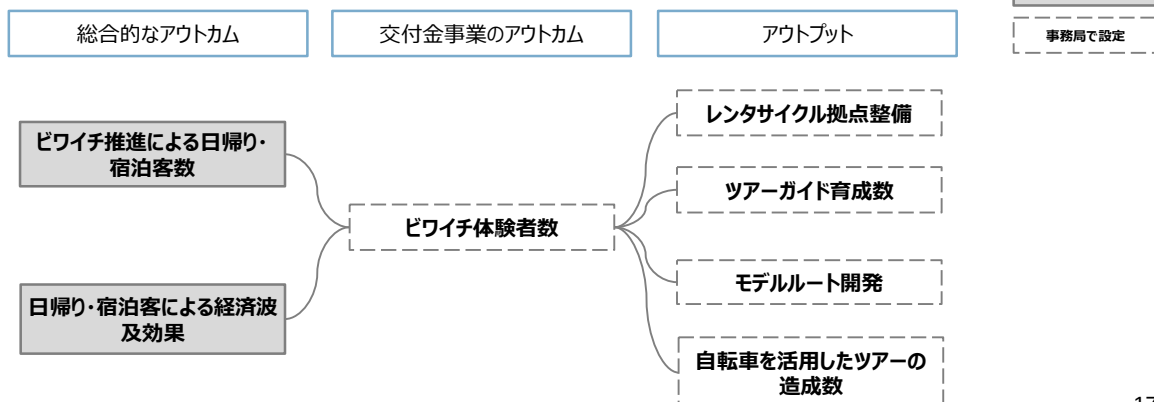 総合的なアウトカム
交付金事業のアウトカム
アウトプット
事務局で設定
ビワイチ推進による日帰り・
宿泊客数
日帰り・宿泊客による経済波
及効果
ビワイチ体験者数
レンタサイクル拠点整備
ツアーガイド育成数
モデルルート開発
自転車を活用したツアーの
造成数
17